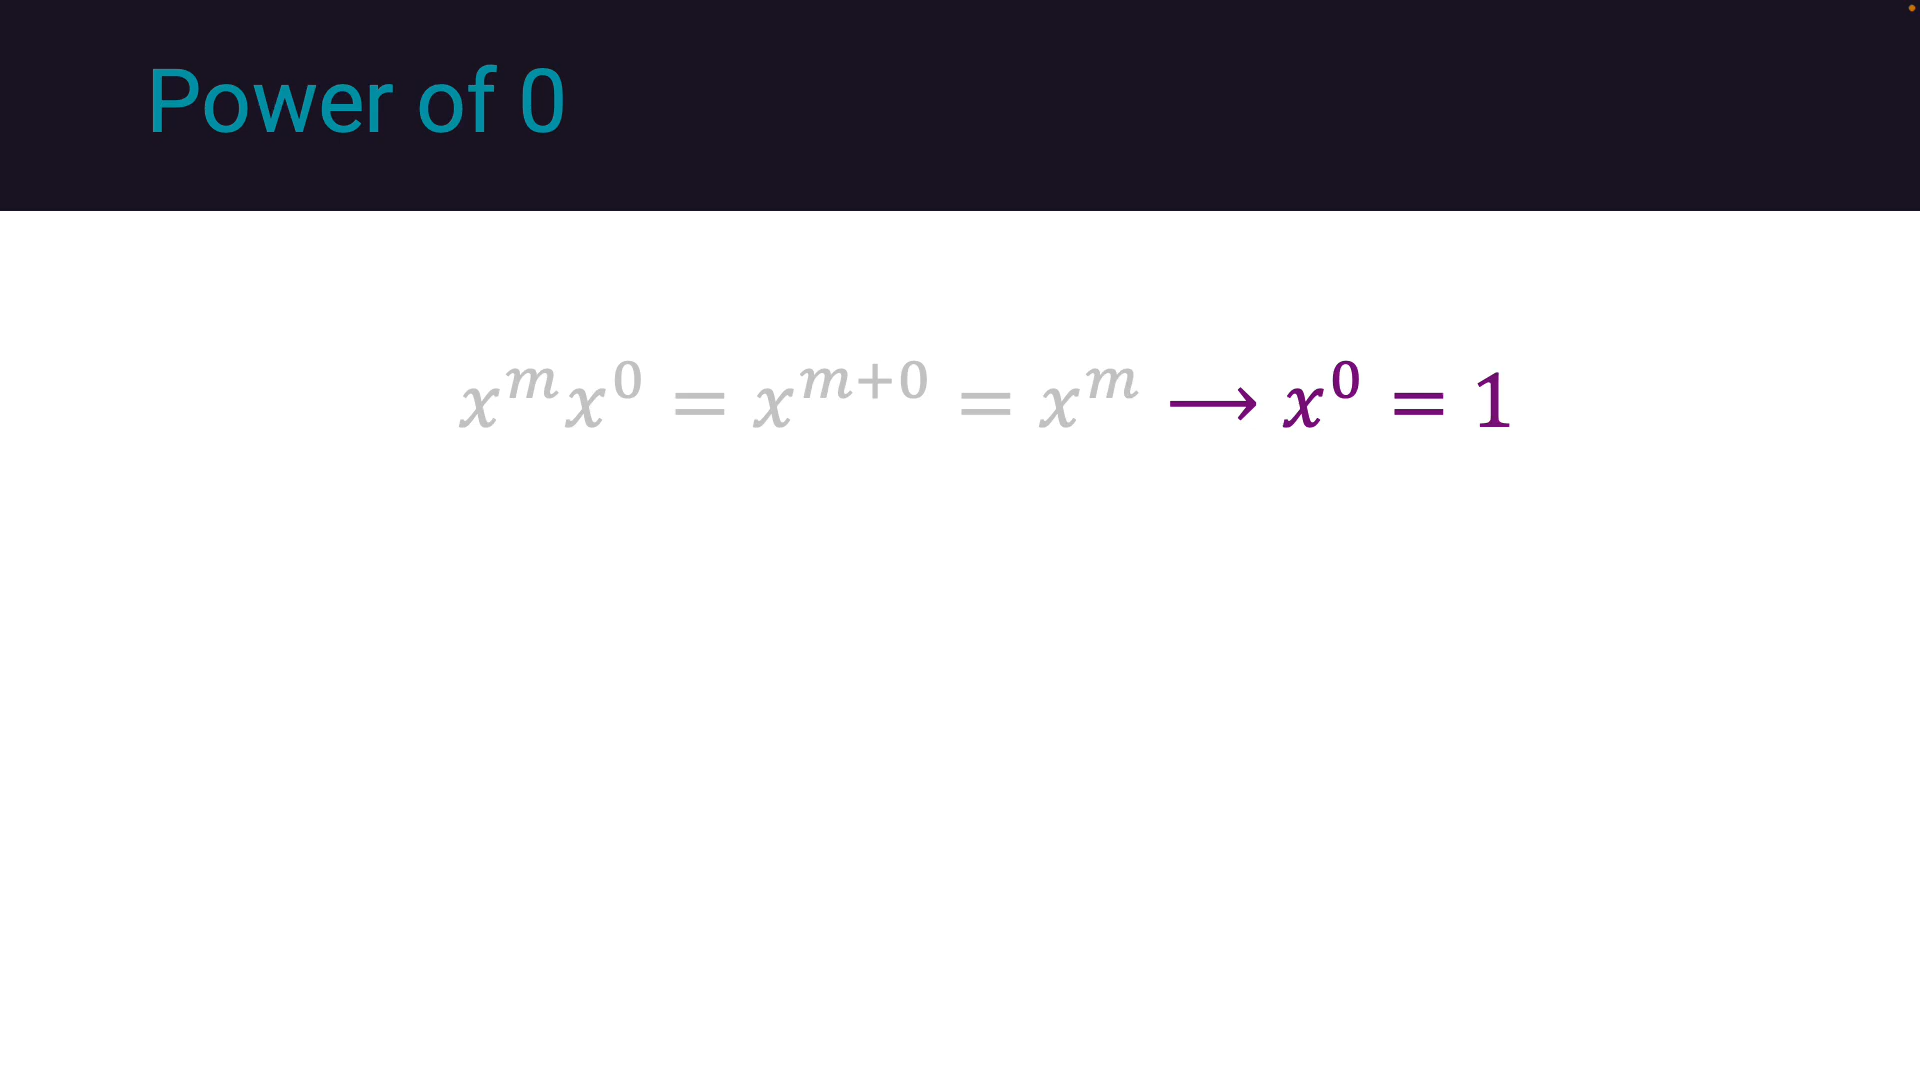 Power of 0
x^m x^0 = x^{m+0} = x^m ⟶ x^0 = 1